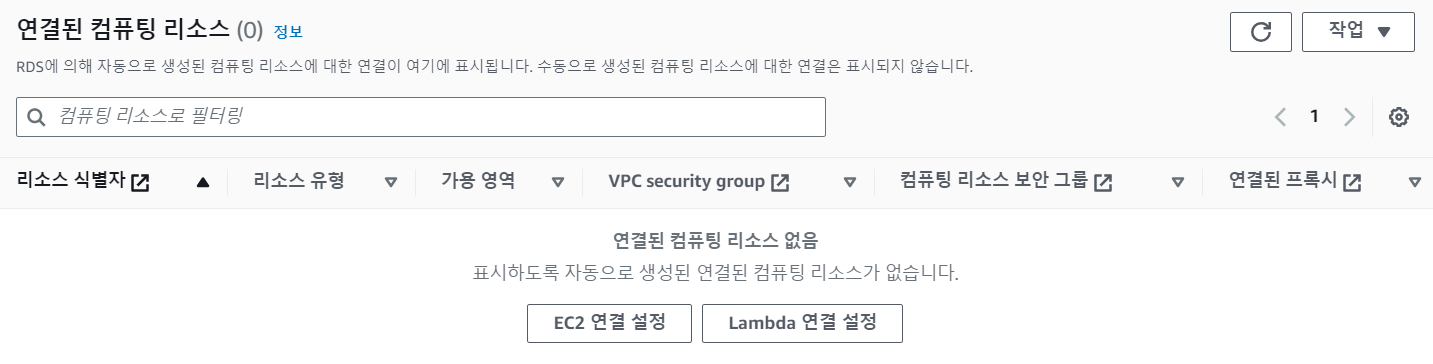 연결된 컴퓨팅 리소스 (0) 정보
작업
RDS에 의해 자동으로 생성된 컴퓨팅 리소스에 대한 연결이 여기에 표시됩니다. 수동으로 생성된 컴퓨팅 리소스에 대한 연결은 표시되지 않습니다.
컴퓨팅 리소스로 필터링
1
리소스 식별자 리소스 유형 가용 영역 VPC security group 컴퓨팅 리소스 보안 그룹 연결된 프록시
연결된 컴퓨팅 리소스 없음
표시하도록 자동으로 생성된 연결된 컴퓨팅 리소스가 없습니다.
EC2 연결 설정 Lambda 연결 설정